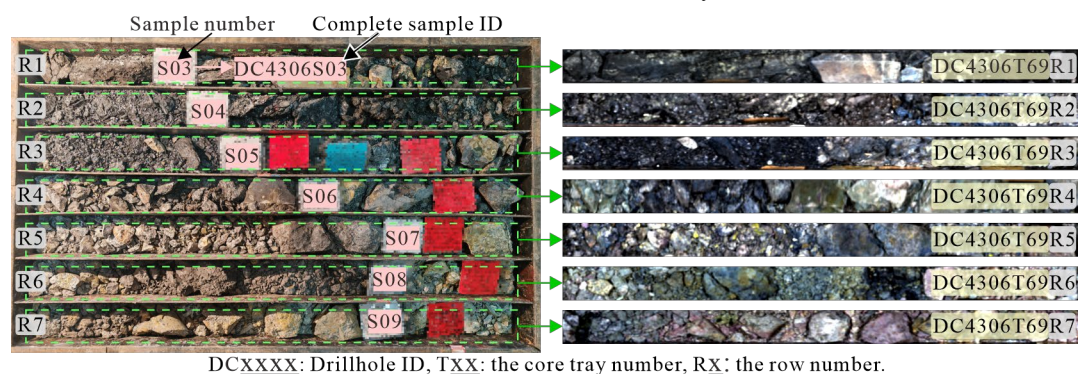 Sample number Complete sample ID
R1 S03 DC4306S03 DC4306T69R1
R2 S04 DC4306T69R2
R3 S05 DC4306T69R3
R4 S06 DC4306T69R4
R5 S07 DC4306T69R5
R6 S08 DC4306T69R6
R7 S09 DC4306T69R7
DCXXXX: Drillhole ID, TXX: the core tray number, RX: the row number.